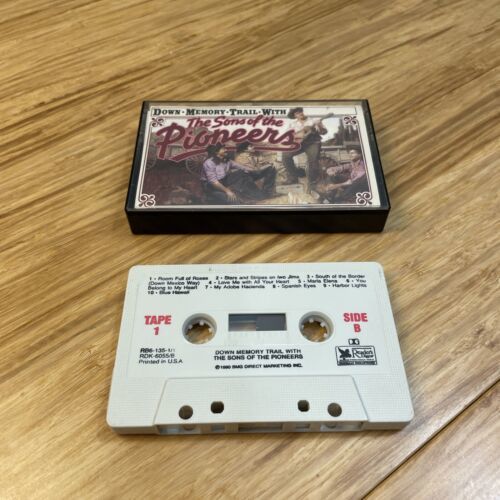 DOWN · MEMORY · TRAIL · WITH
The Sons of the
Pioneers
1 - Room Full of Roses 2 - Stars and Stripes on Iwo Jima 3 - South of the Border
(Down Mexico Way) 4 - Love Me with All Your Heart 5 - Maria Elena 6 - You
Belong to My Heart 7 - My Adobe Hacienda 8 - Spanish Eyes 9 - Harbor Lights
10 - Blue Hawaii
TAPE
1
SIDE
B
RB6-135-1/1
RDK-6055/B
Printed in U.S.A
DOWN MEMORY TRAIL WITH
THE SONS OF THE PIONEERS
©1990 BMG DIRECT MARKETING INC.
Reader's
Digest